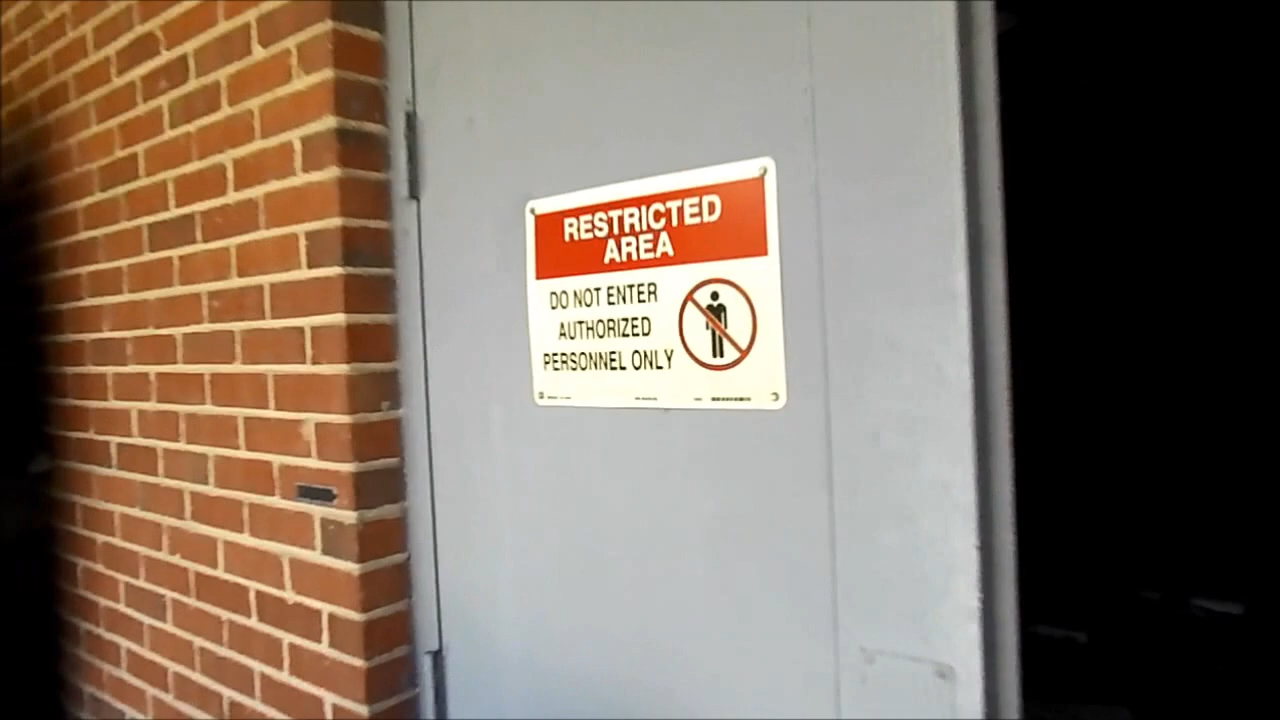 RESTRICTED
AREA
DO NOT ENTER
AUTHORIZED
PERSONNEL ONLY